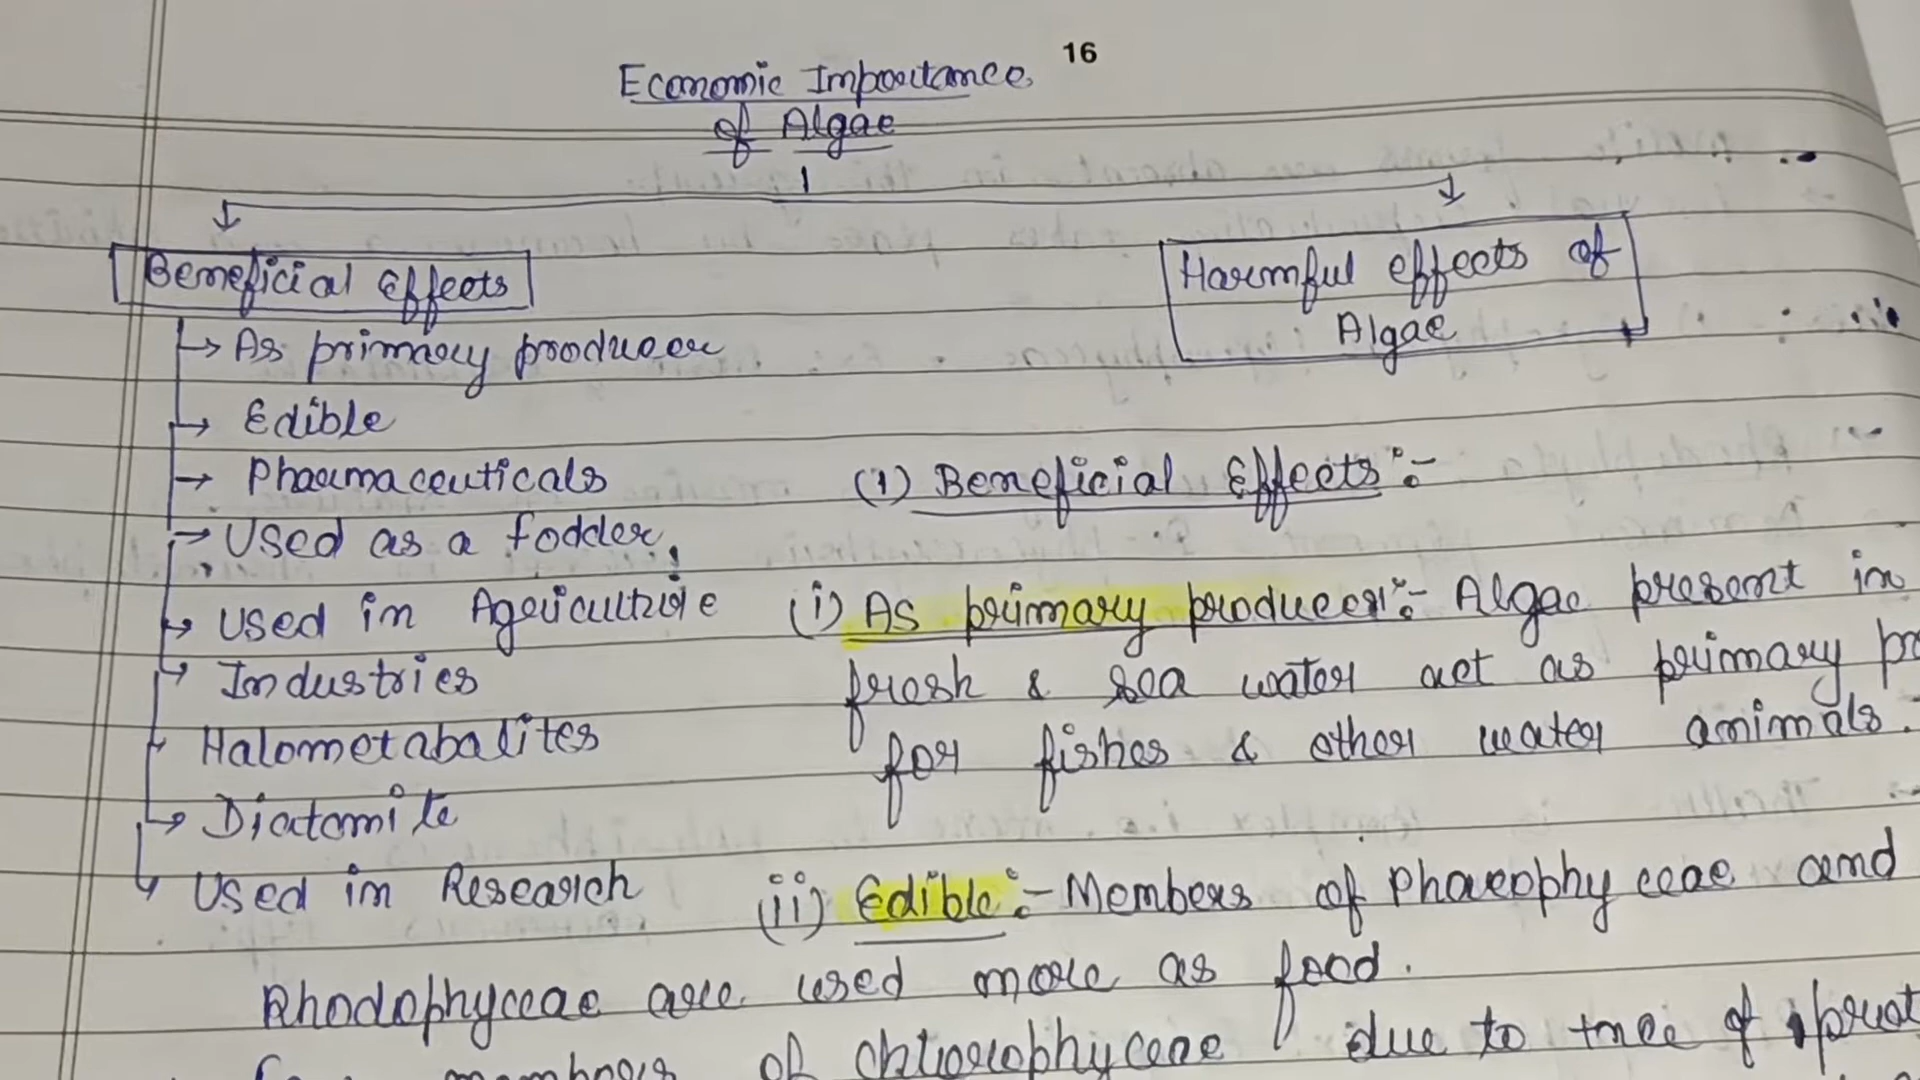 16
Economic Importance
of Algae
Beneficial Effects
→ As primary producer
→ Edible
→ Pharmaceuticals
→ Used as a fodder
→ Used in Agriculture
→ Industries
Halometabalites
→ Diatomite
Used in Research
Harmful effects of
Algae
(1) Beneficial Effects :-
(i) As primary producer :- Algae present in
fresh & sea water act as primary
for fishes & other water animals.
(ii) Edible :- Members of Phaeophyceae and
Rhodophyceae are used more as food.
members of chlorophyceae due to